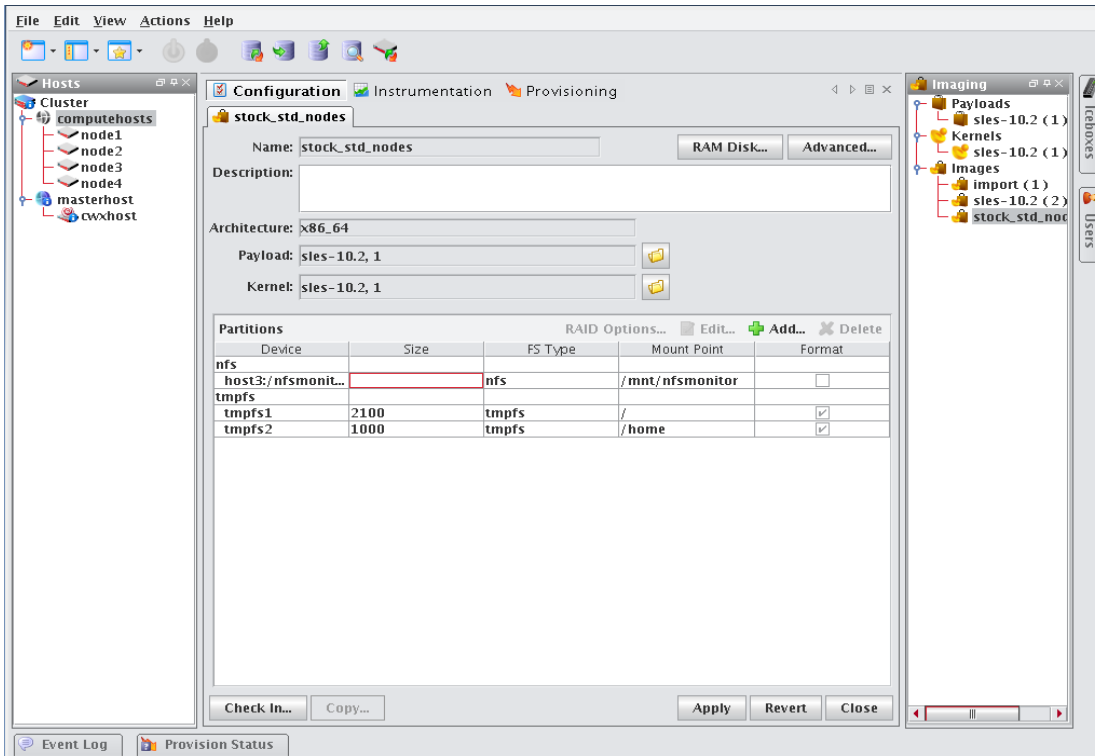 File Edit View Actions Help
Hosts
Cluster
computehosts
node1
node2
node3
node4
masterhost
cwxhost
Configuration Instrumentation Provisioning
stock_std_nodes
Name: stock_std_nodes RAM Disk... Advanced...
Description:
Architecture: x86_64
Payload: sles-10.2, 1
Kernel: sles-10.2, 1
Partitions RAID Options... Edit... Add... Delete
Device Size FS Type Mount Point Format
nfs
host3:/nfsmonit... nfs /mnt/nfsmonitor
tmpfs
tmpfs1 2100 tmpfs /
tmpfs2 1000 tmpfs /home
Check In... Copy... Apply Revert Close
Imaging
Payloads
sles-10.2 (1)
Kernels
sles-10.2 (1)
Images
import (1)
sles-10.2 (2)
stock_std_nod
Iceboxes
Users
Event Log Provision Status